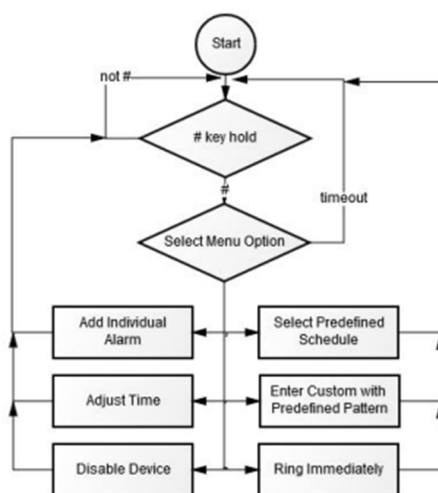 Start
not #
# key hold
#
timeout
Select Menu Option
Add Individual
Alarm
Select Predefined
Schedule
Adjust Time
Enter Custom with
Predefined Pattern
Disable Device
Ring Immediately